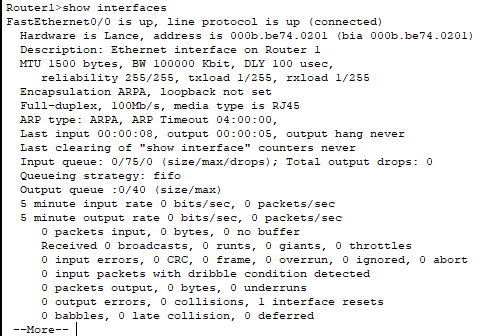 Router1>show interfaces
FastEthernet0/0 is up, line protocol is up (connected)
Hardware is Lance, address is 000b.be74.0201 (bia 000b.be74.0201)
Description: Ethernet interface on Router 1
MTU 1500 bytes, BW 100000 Kbit, DLY 100 usec,
reliability 255/255, txload 1/255, rxload 1/255
Encapsulation ARPA, loopback not set
Full-duplex, 100Mb/s, media type is RJ45
ARP type: ARPA, ARP Timeout 04:00:00,
Last input 00:00:08, output 00:00:05, output hang never
Last clearing of "show interface" counters never
Input queue: 0/75/0 (size/max/drops); Total output drops: 0
Queueing strategy: fifo
Output queue :0/40 (size/max)
5 minute input rate 0 bits/sec, 0 packets/sec
5 minute output rate 0 bits/sec, 0 packets/sec
0 packets input, 0 bytes, 0 no buffer
Received 0 broadcasts, 0 runts, 0 giants, 0 throttles
0 input errors, 0 CRC, 0 frame, 0 overrun, 0 ignored, 0 abort
0 input packets with dribble condition detected
0 packets output, 0 bytes, 0 underruns
0 output errors, 0 collisions, 1 interface resets
0 babbles, 0 late collision, 0 deferred
--More--